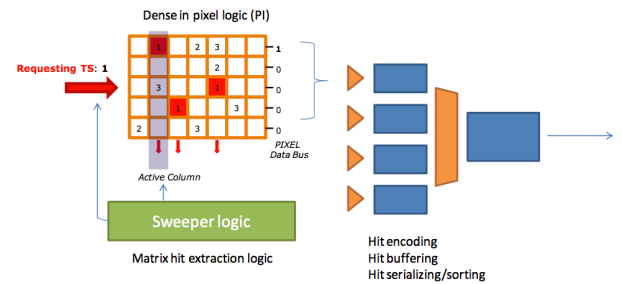 Dense in pixel logic (PI)
Requesting TS: 1
1 2 3 1
2 0
3 1 0
1 3 0
2 3 0
PIXEL
Data Bus
Active Column
Sweeper logic
Matrix hit extraction logic
Hit encoding
Hit buffering
Hit serializing/sorting